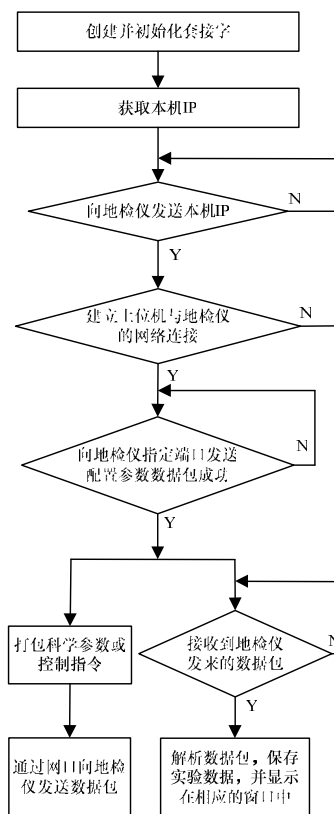 创建并初始化套接字
获取本机IP
向地检仪发送本机IP
N
Y
建立上位机与地检仪
的网络连接
N
Y
向地检仪指定端口发送
配置参数数据包成功
N
Y
打包科学参数或
控制指令
接收到地检仪
发来的数据包
N
Y
通过网口向地检
仪发送数据包
解析数据包，保存
实验数据，并显示
在相应的窗口中